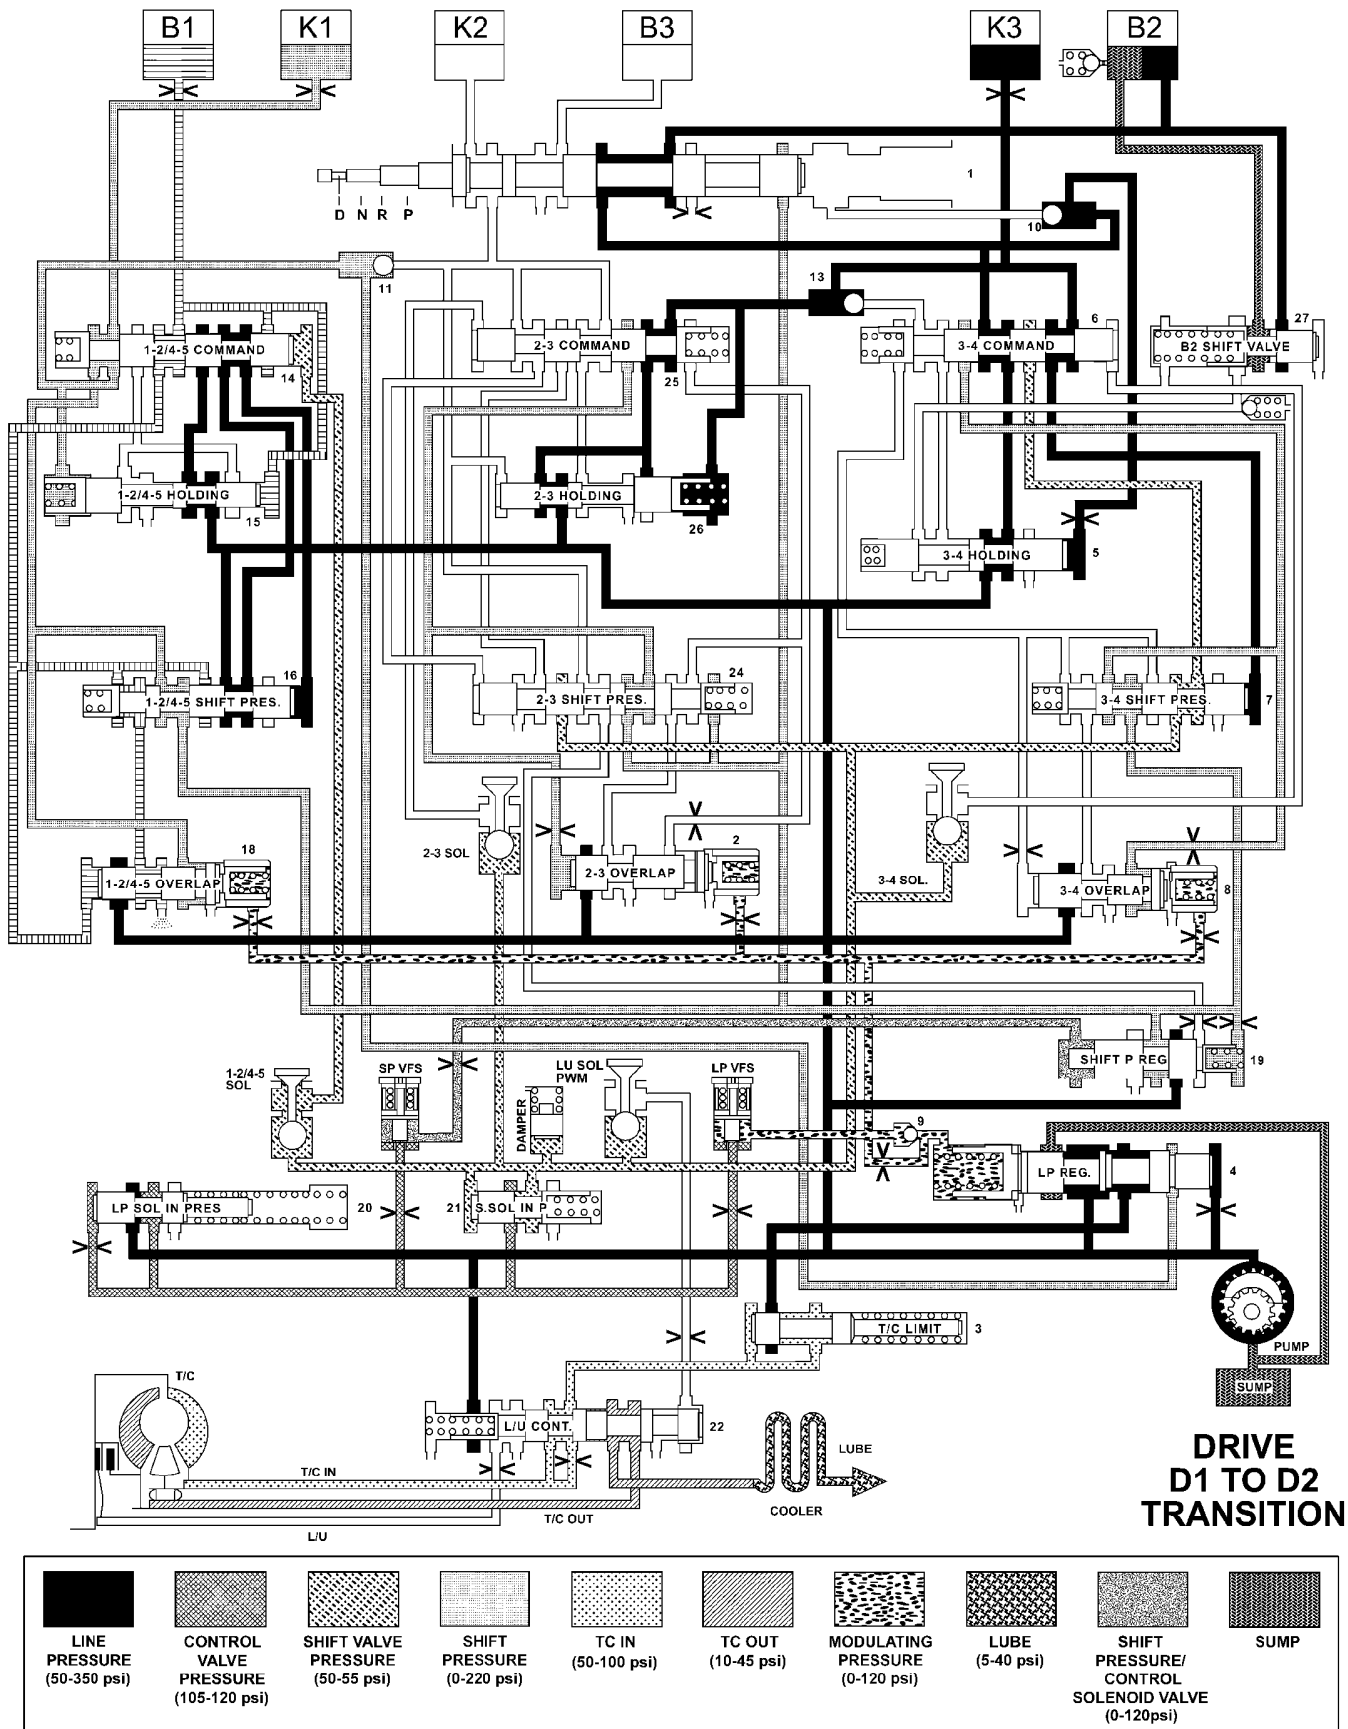 B1
K1
K2
B3
K3
B2
1
D N R P
10
11
13
6
27
1-2/4-5 COMMAND
2-3 COMMAND
3-4 COMMAND
B2 SHIFT VALVE
14
25
1-2/4-5 HOLDING
2-3 HOLDING
15
26
3-4 HOLDING
5
16
24
1-2/4-5 SHIFT PRES.
2-3 SHIFT PRES.
3-4 SHIFT PRES.
7
18
2-3 SOL
2
3-4 SOL.
1-2/4-5 OVERLAP
2-3 OVERLAP
3-4 OVERLAP
8
SHIFT P REG
19
1-2/4-5
SOL
SP VFS
DAMPER
LU SOL
PWM
LP VFS
9
LP REG.
4
LP SOL IN PRES
20
21
S.SOL IN P
T/C LIMIT
3
PUMP
SUMP
T/C
L/U CONT.
22
T/C IN
T/C OUT
L/U
LUBE
COOLER
DRIVE
D1 TO D2
TRANSITION
LINE
PRESSURE
(50-350 psi)
CONTROL
VALVE
PRESSURE
(105-120 psi)
SHIFT VALVE
PRESSURE
(50-55 psi)
SHIFT
PRESSURE
(0-220 psi)
TC IN
(50-100 psi)
TC OUT
(10-45 psi)
MODULATING
PRESSURE
(0-120 psi)
LUBE
(5-40 psi)
SHIFT
PRESSURE/
CONTROL
SOLENOID VALVE
(0-120psi)
SUMP